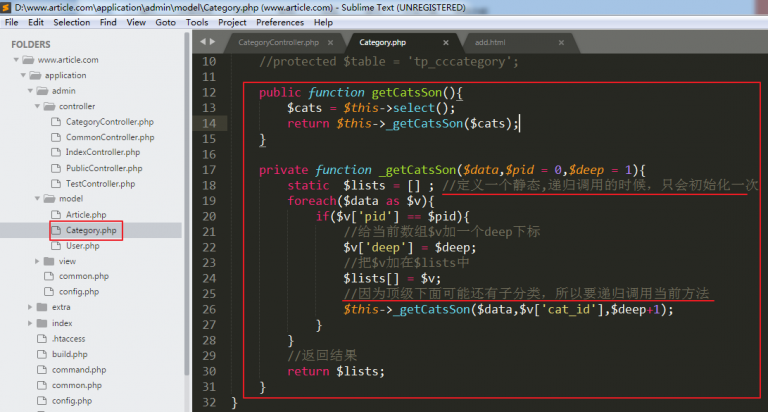 D:\www.article.com\application\admin\model\Category.php (www.article.com) - Sublime Text (UNREGISTERED)
File Edit Selection Find View Goto Tools Project Preferences Help
FOLDERS
www.article.com
application
admin
controller
CategoryController.php
CommonController.php
IndexController.php
PublicController.php
TestController.php
model
Article.php
Category.php
User.php
view
common.php
config.php
extra
index
.htaccess
build.php
command.php
common.php
config.php
CategoryController.php × Category.php × add.html ×
10 //protected $table = 'tp_cccategory';
11
12 public function getCatsSon(){
13 $cats = $this->select();
14 return $this->_getCatsSon($cats);
15 }
16
17 private function _getCatsSon($data,$pid = 0,$deep = 1){
18 static $lists = [] ; //定义一个静态,递归调用的时候，只会初始化一次
19 foreach($data as $v){
20 if($v['pid'] == $pid){
21 //给当前数组$v加一个deep下标
22 $v['deep'] = $deep;
23 //把$v加在$lists中
24 $lists[] = $v;
25 //因为顶级下面可能还有子分类，所以要递归调用当前方法
26 $this->_getCatsSon($data,$v['cat_id'],$deep+1);
27 }
28 }
29 //返回结果
30 return $lists;
31 }
32 }